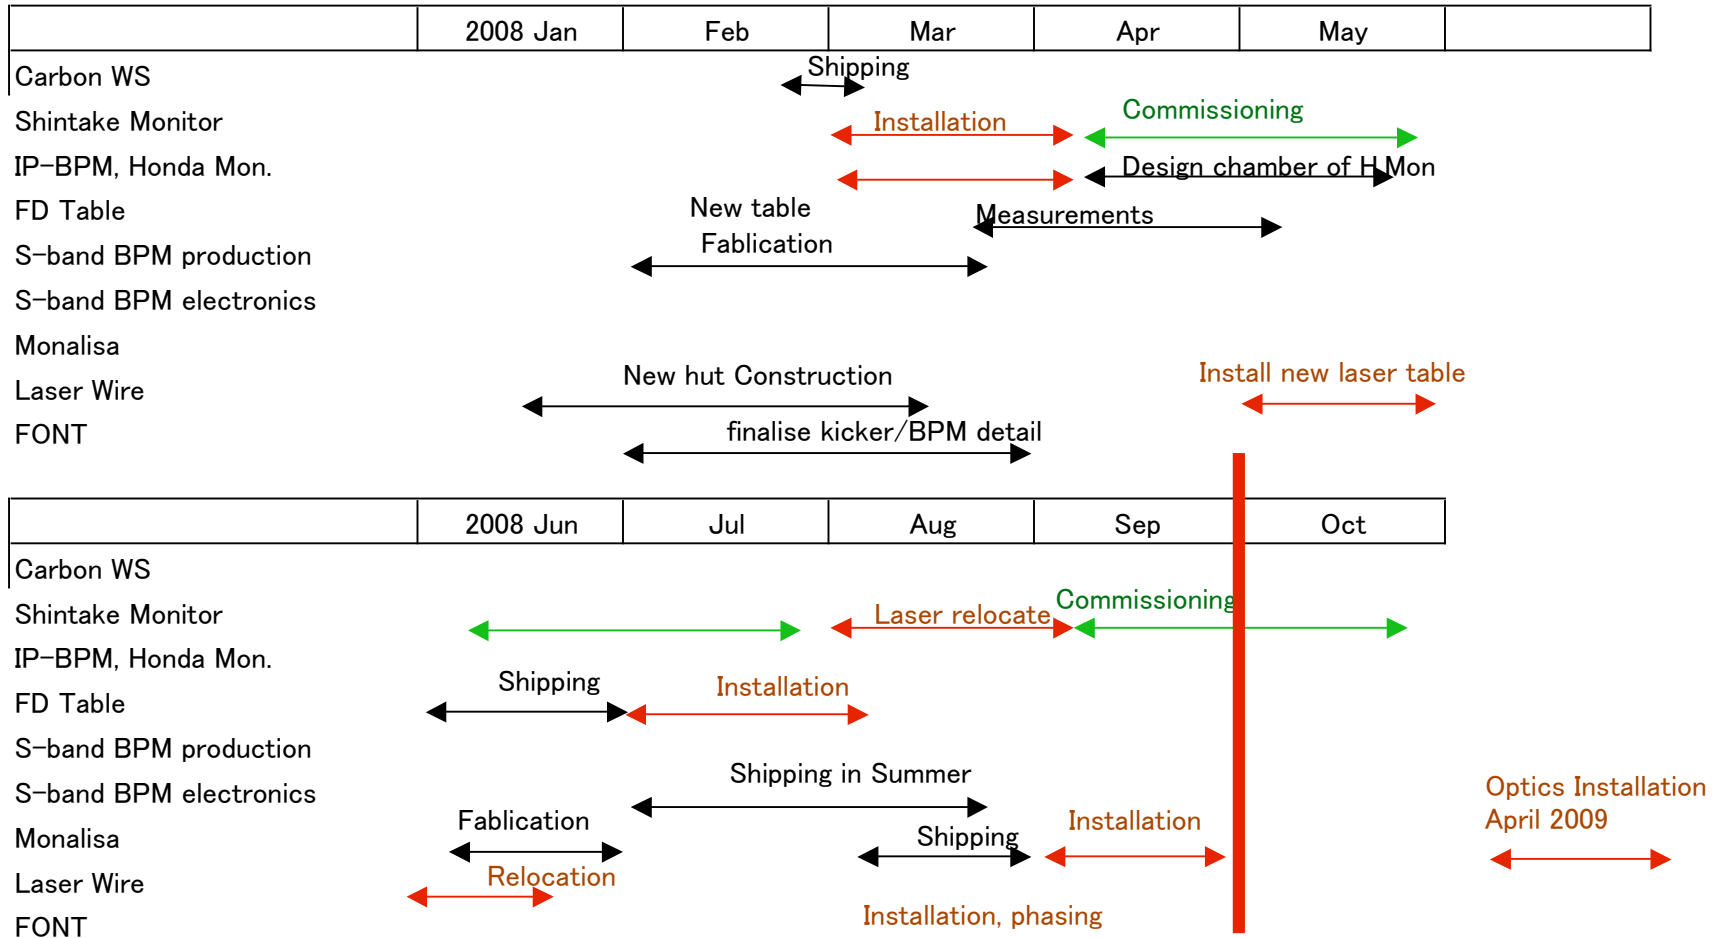 2008 Jan Feb Mar Apr May
Carbon WS Shipping
Shintake Monitor Installation Commissioning
IP-BPM, Honda Mon. Design chamber of H.Mon
FD Table New table Measurements
S-band BPM production Fablication
S-band BPM electronics
Monalisa
Laser Wire New hut Construction Install new laser table
FONT finalise kicker/BPM detail
2008 Jun Jul Aug Sep Oct
Carbon WS
Shintake Monitor Laser relocate Commissioning
IP-BPM, Honda Mon.
FD Table Shipping Installation
S-band BPM production
S-band BPM electronics Shipping in Summer Optics Installation
April 2009
Monalisa Fablication Shipping Installation
Laser Wire Relocation
FONT Installation, phasing